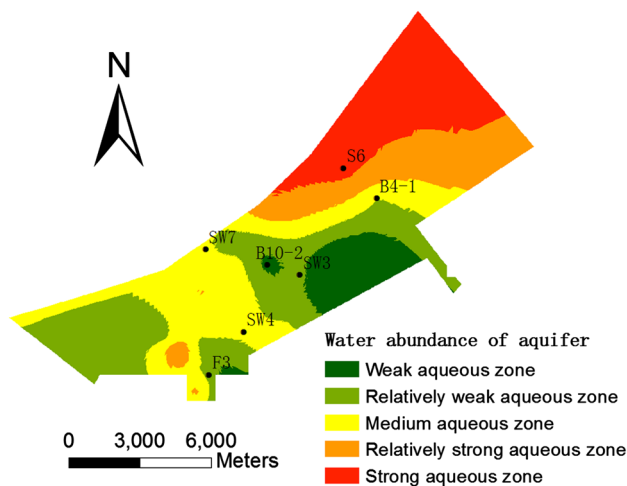 N
S6
B4-1
SW7
B10-2
SW3
SW4
F3
Water abundance of aquifer
Weak aqueous zone
Relatively weak aqueous zone
Medium aqueous zone
Relatively strong aqueous zone
Strong aqueous zone
0 3,000 6,000
Meters